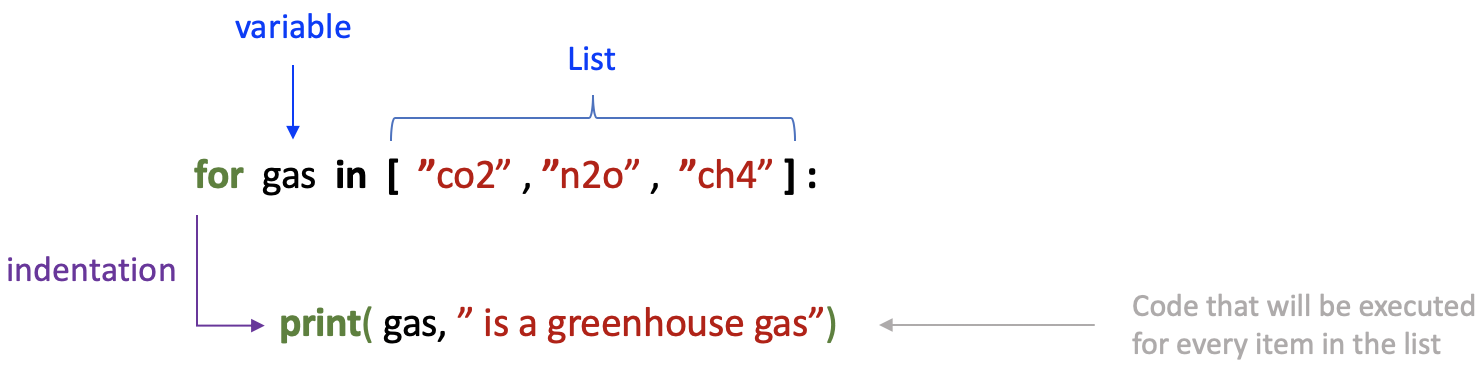 variable
List
for gas in [ ”co2” , ”n2o” , ”ch4” ] :
indentation
print( gas, ” is a greenhouse gas”)
Code that will be executed
for every item in the list